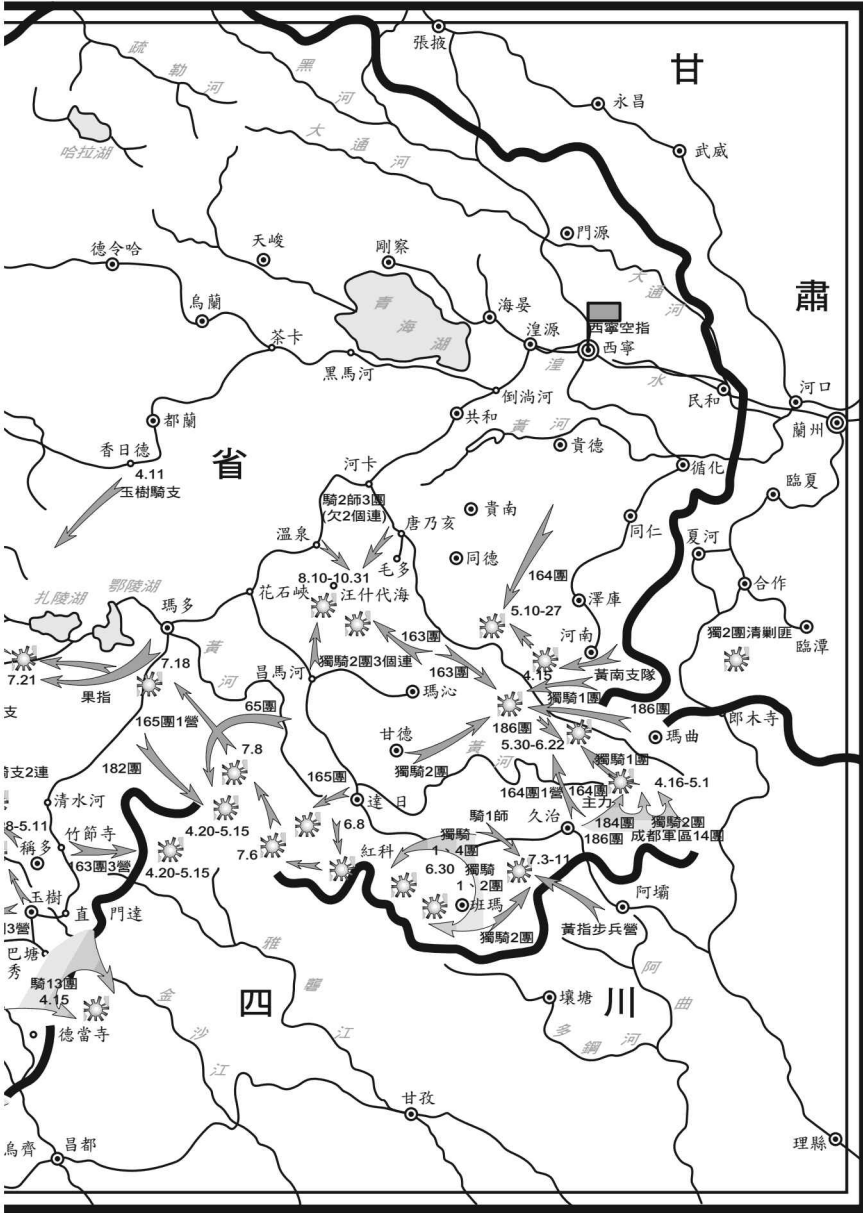 張掖
甘
疏勒河
黑河
永昌
大通河
武威
哈拉湖
門源
天峻
剛察
德令哈
大通河
肅
烏蘭
青海湖
海晏
西寧空指
湟源
西寧
茶卡
黑馬河
湟水
民和
河口
倒淌河
都蘭
共和
黃河
貴德
蘭州
香日德
省
4.11
玉樹騎支
河卡
循化
臨夏
騎2師3團
(欠2個連)
貴南
唐乃亥
同仁
溫泉
毛多
同德
夏河
8.10-10.31
汪什代海
164團
合作
花石峽
扎陵湖
鄂陵湖
瑪多
5.10-27
澤庫
河南
獨2團清剿匪
臨潭
163團
黃河
7.18
昌馬河
獨騎2團3個連
163團
4.15
黃南支隊
7.21
果指
瑪沁
獨騎1團
支
65團
186團
186團
郎木寺
165團1營
甘德
5.30-6.22
瑪曲
7.8
黃河
獨騎1團
182團
獨騎2團
騎支2連
165團
164團1營
164團
主力
4.16-5.1
清水河
達日
騎1師
久治
184團
獨騎2團
8-5.11
4.20-5.15
6.8
186團
成都軍區14團
竹節寺
獨騎
1、4團
稱多
7.6
紅科
7.3-11
163團3營
4.20-5.15
6.30
獨騎
1、2團
玉樹
直門達
班瑪
阿壩
3營
獨騎2團
黃指步兵營
巴塘
秀
雅礱江
騎13團
4.15
金沙江
四
川
壤塘
阿曲
多鋼河
德當寺
甘孜
理縣
烏齊
昌都